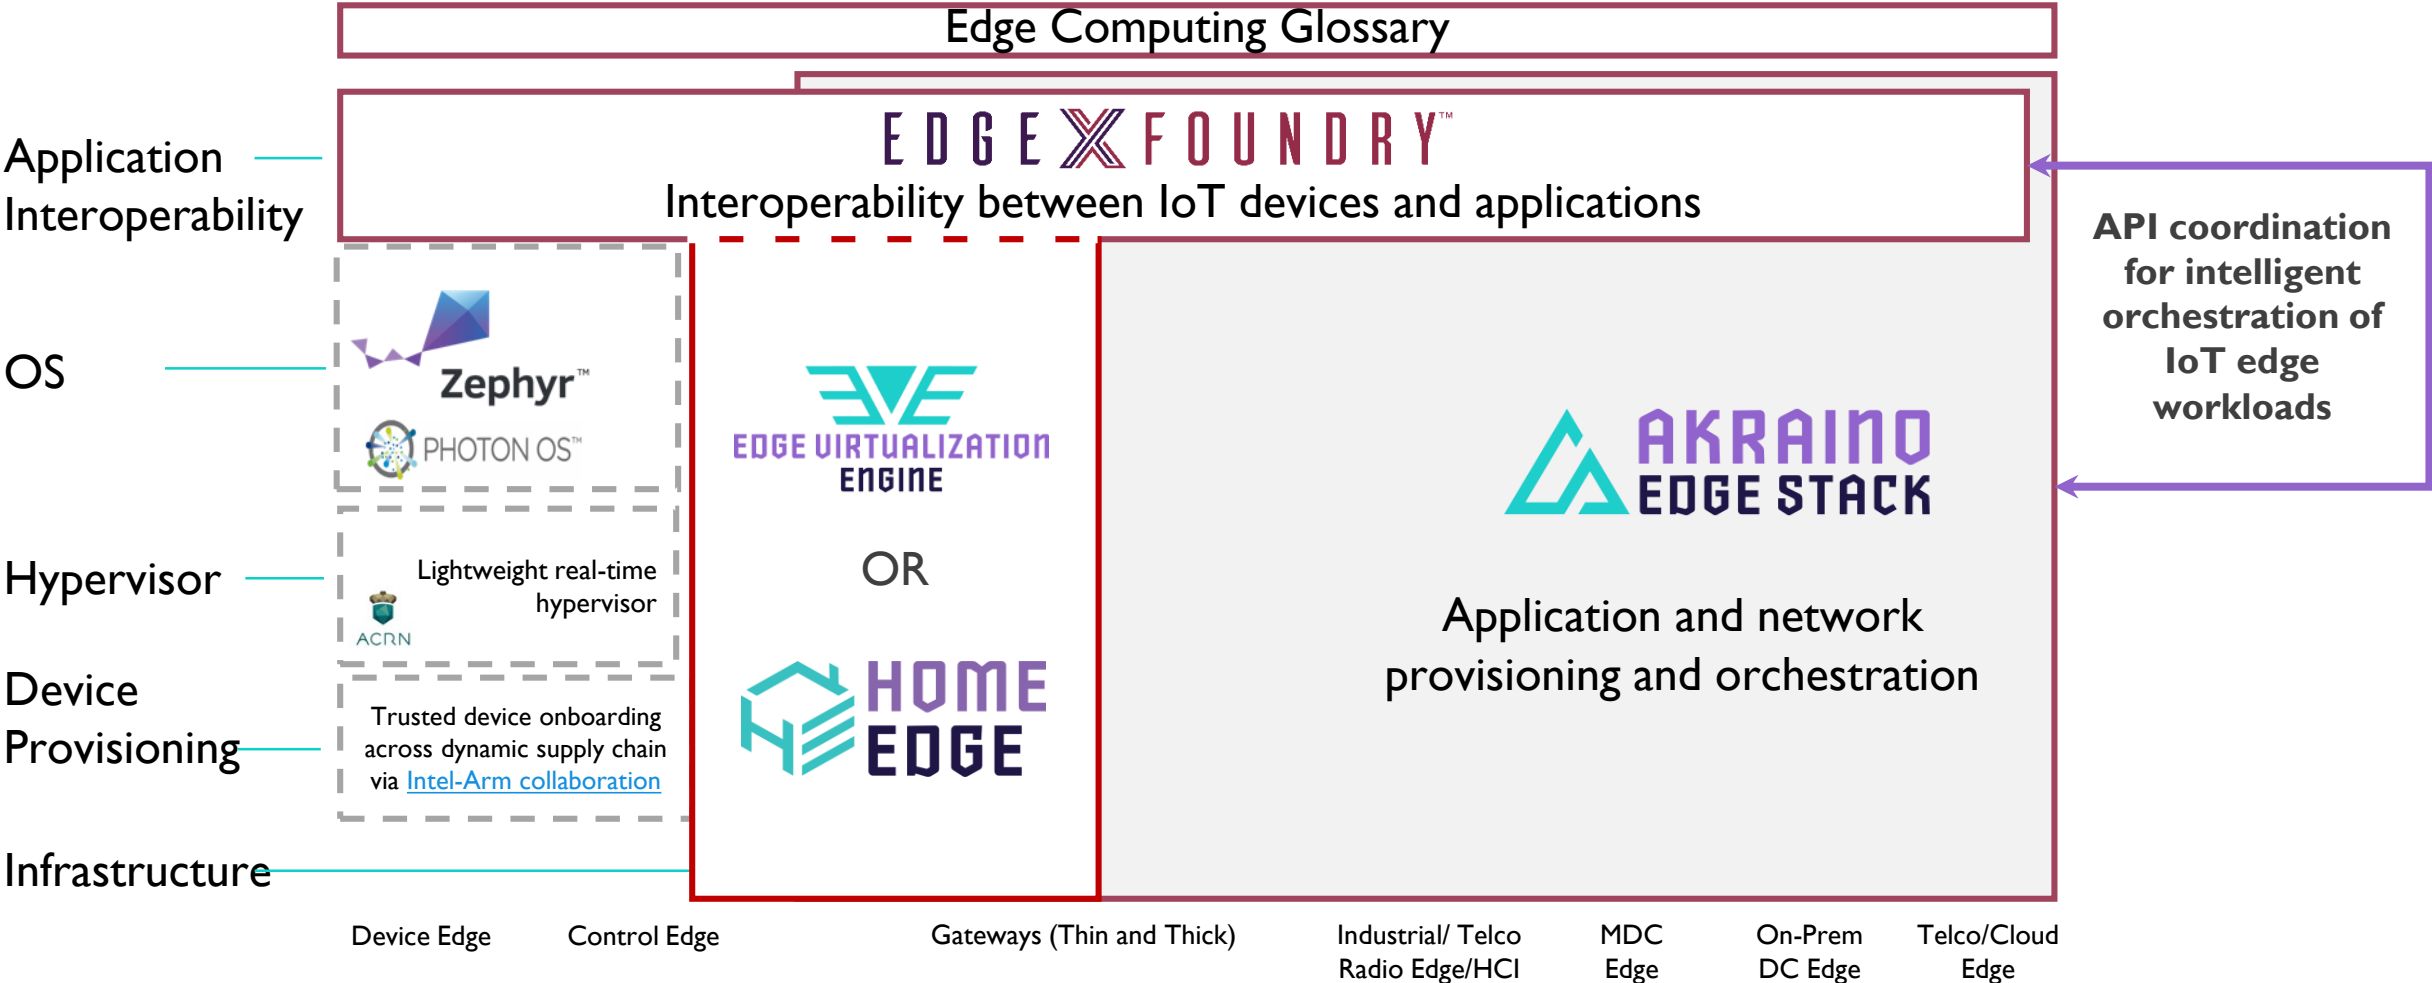 Edge Computing Glossary
EDGE X FOUNDRY™
Interoperability between IoT devices and applications
Application
Interoperability
OS
Hypervisor
Device
Provisioning
Infrastructure
Zephyr™
PHOTON OS™
Lightweight real-time
hypervisor
ACRN
Trusted device onboarding
across dynamic supply chain
via Intel-Arm collaboration
EDGE VIRTUALIZATION
ENGINE
OR
HOME
EDGE
AKRAINO
EDGE STACK
Application and network
provisioning and orchestration
API coordination
for intelligent
orchestration of
IoT edge
workloads
Device Edge
Control Edge
Gateways (Thin and Thick)
Industrial/ Telco
Radio Edge/HCI
MDC
Edge
On-Prem
DC Edge
Telco/Cloud
Edge